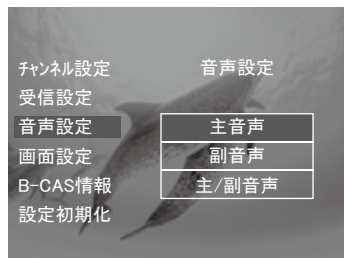 チャンネル設定
受信設定
音声設定
画面設定
B-CAS情報
設定初期化
音声設定
主音声
副音声
主/副音声